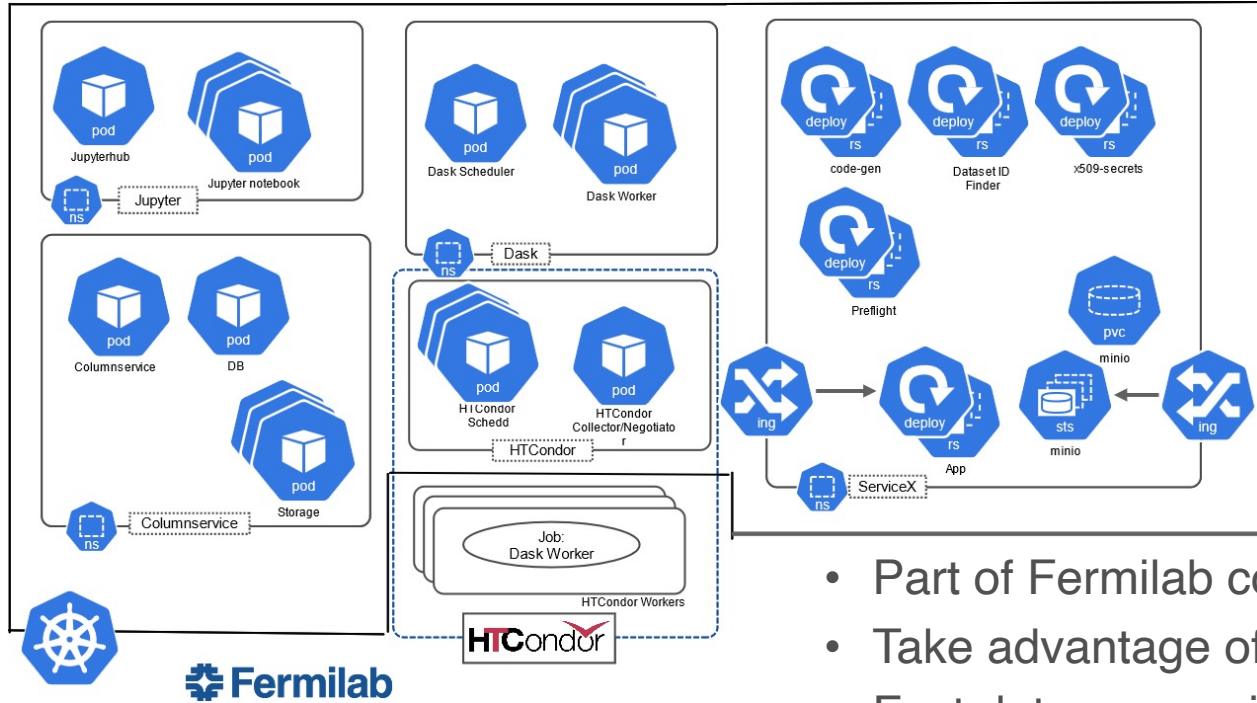 pod
Jupyterhub
pod
Jupyter notebook
ns
Jupyter
pod
Dask Scheduler
pod
Dask Worker
ns
Dask
deploy
rs
code-gen
deploy
rs
Dataset ID
Finder
deploy
rs
x509-secrets
deploy
rs
Preflight
pvc
minio
pod
Columnservice
pod
DB
pod
Storage
ns
Columnservice
pod
HTCondor
Schedd
pod
HTCondor
Collector/Negotiato
r
HTCondor
ing
deploy
rs
App
sts
minio
ing
ns
ServiceX
Job:
Dask Worker
HTCondor Workers
HTCondor
Fermilab
• Part of Fermilab
• Take advantage of